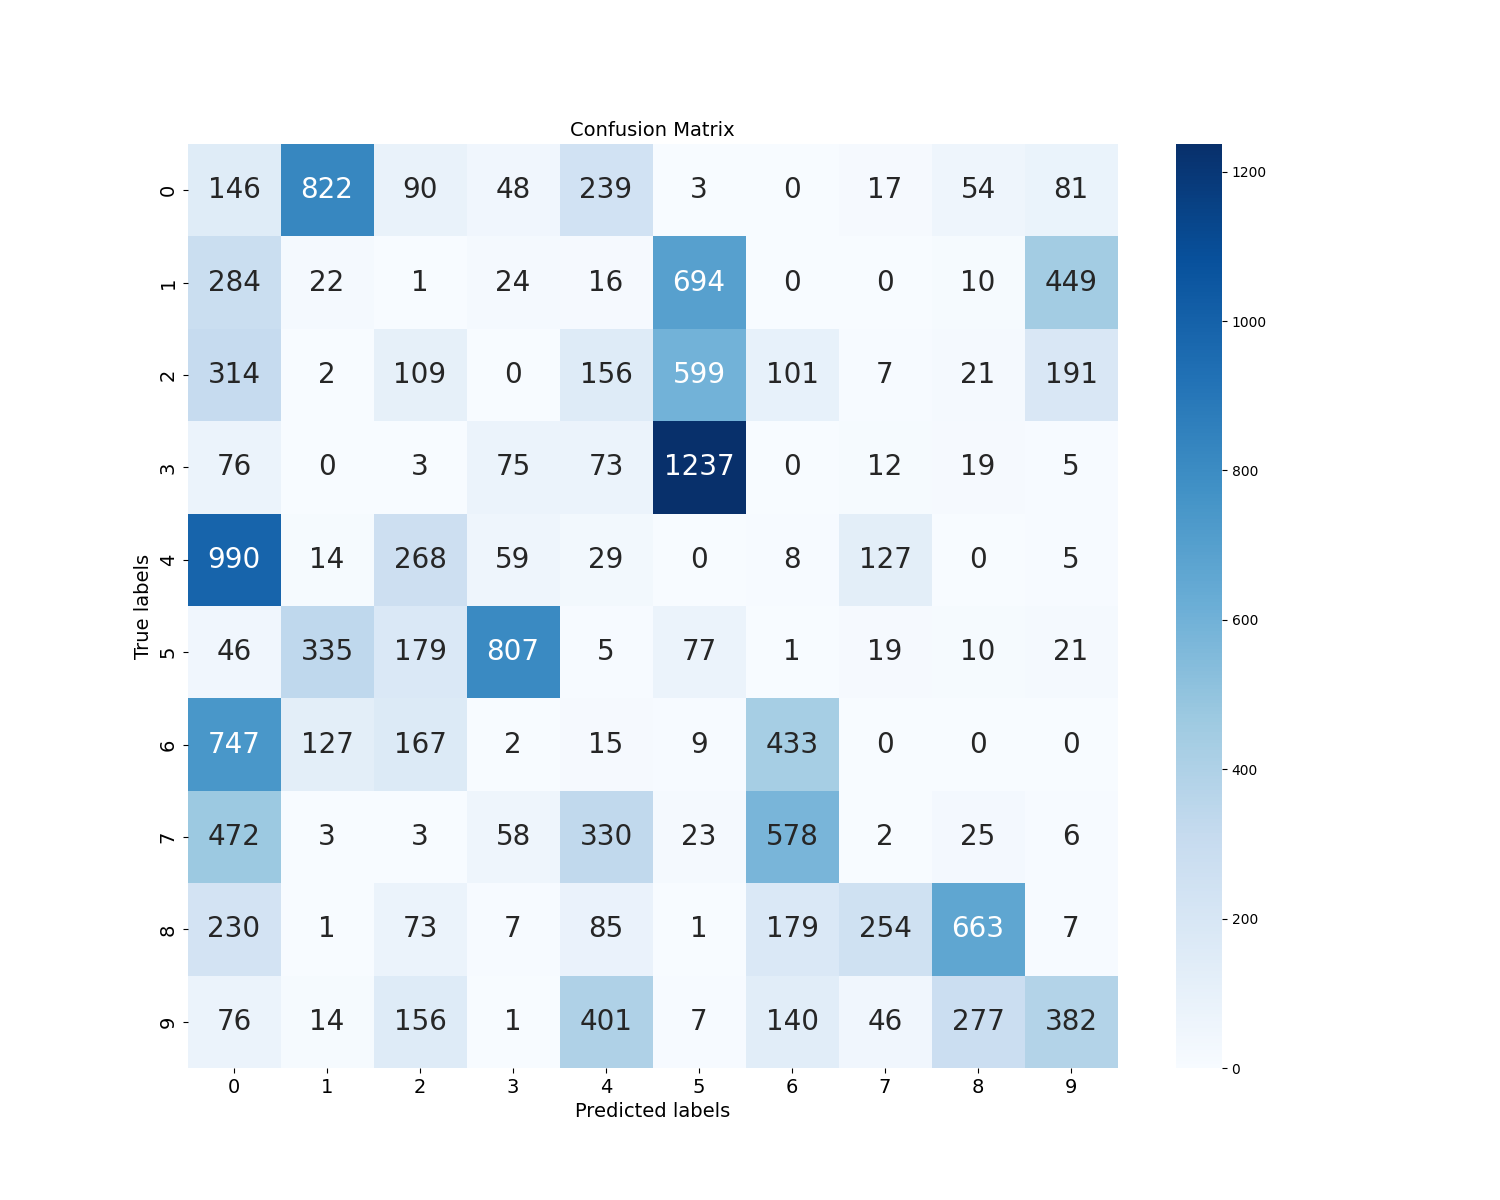 Confusion Matrix
0 146 822 90 48 239 3 0 17 54 81
1 284 22 1 24 16 694 0 0 10 449
2 314 2 109 0 156 599 101 7 21 191
3 76 0 3 75 73 1237 0 12 19 5
4 990 14 268 59 29 0 8 127 0 5
5 46 335 179 807 5 77 1 19 10 21
6 747 127 167 2 15 9 433 0 0 0
7 472 3 3 58 330 23 578 2 25 6
8 230 1 73 7 85 1 179 254 663 7
9 76 14 156 1 401 7 140 46 277 382
0 1 2 3 4 5 6 7 8 9
Predicted labels
True labels
1200
1000
800
600
400
200
0